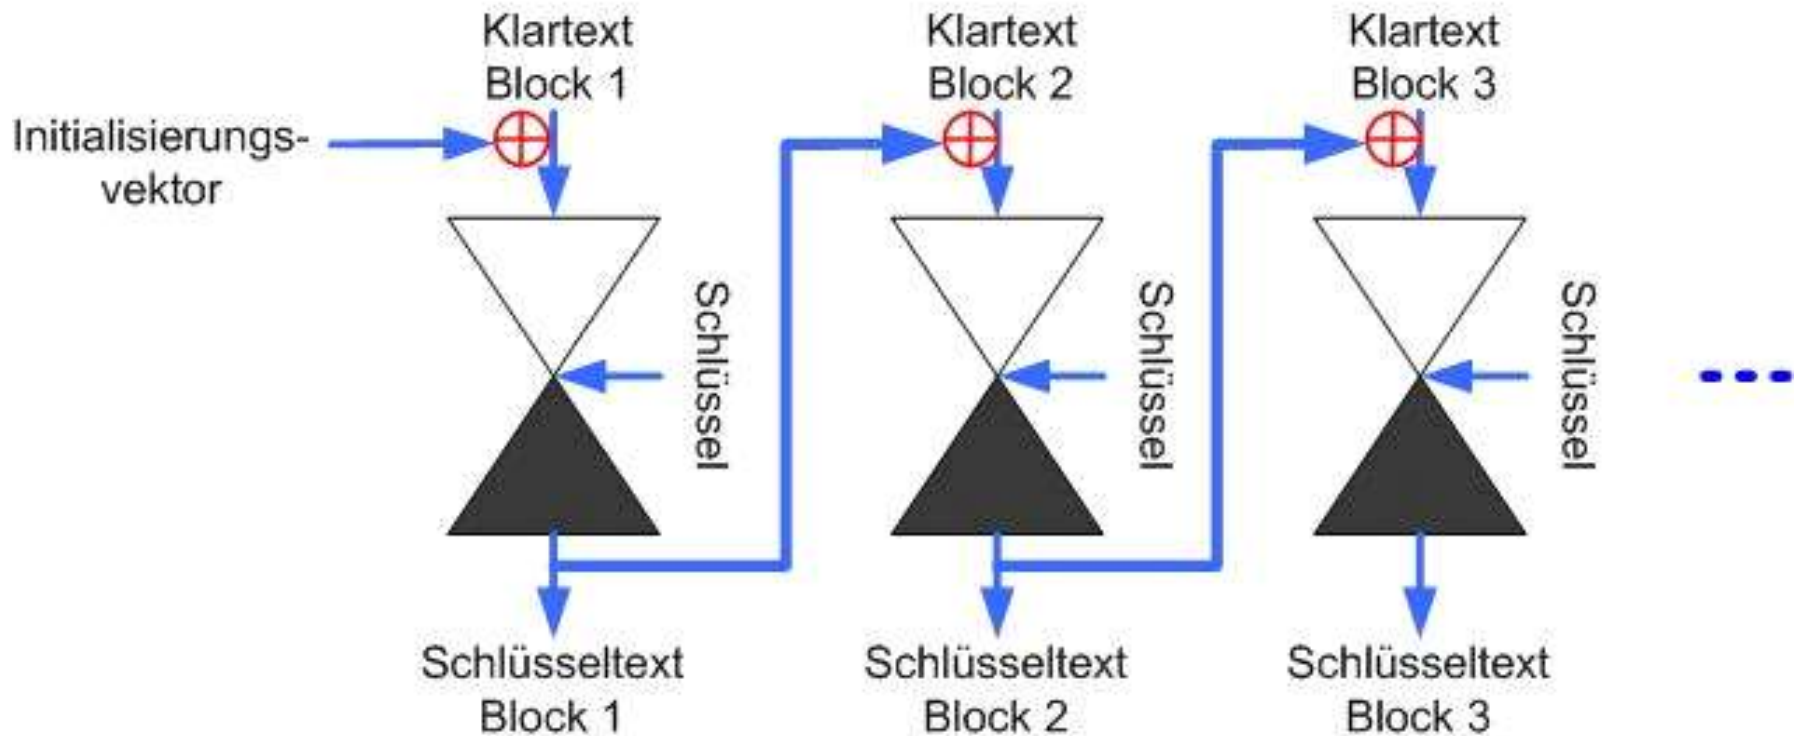 Klartext
Block 1
Klartext
Block 2
Klartext
Block 3
Initialisierungs-
vektor
Schlüssel
Schlüssel
Schlüssel
Schlüsseltext
Block 1
Schlüsseltext
Block 2
Schlüsseltext
Block 3